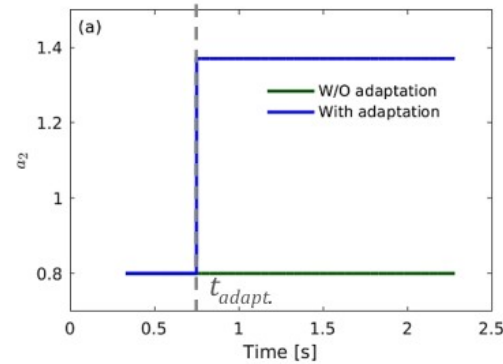 (a)
1.4
1.2
1
0.8
a2
W/O adaptation
With adaptation
tadapt.
0 0.5 1 1.5 2 2.5
Time [s]